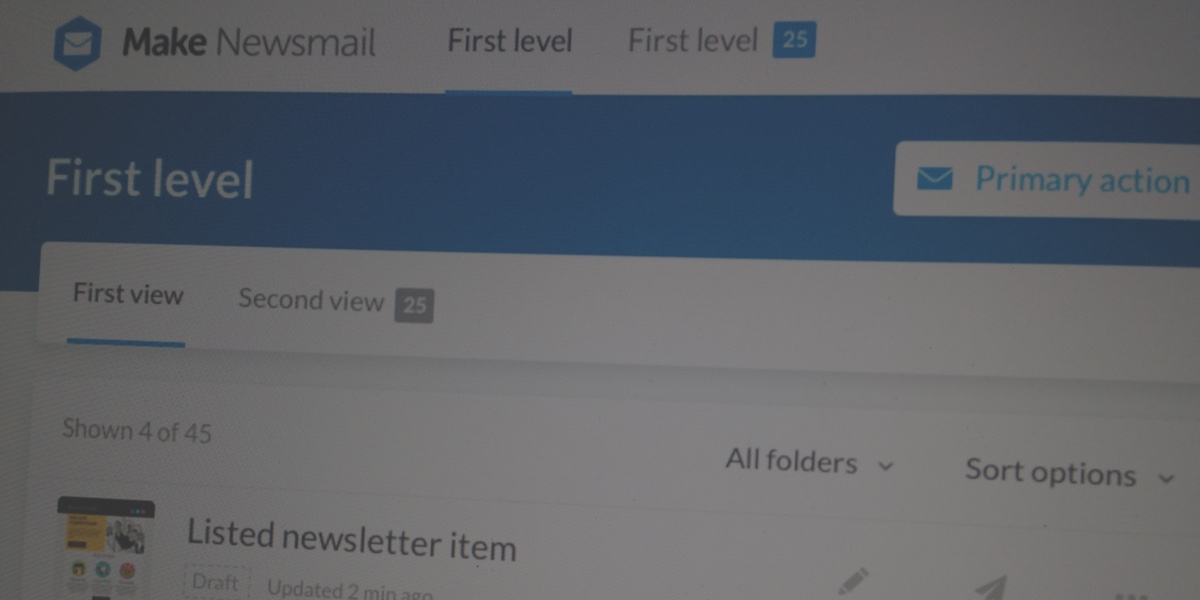 Make Newsmail First level First level 25
First level
Primary action
First view Second view 25
Shown 4 of 45
All folders Sort options
Listed newsletter item
Draft Updated 2 min ago